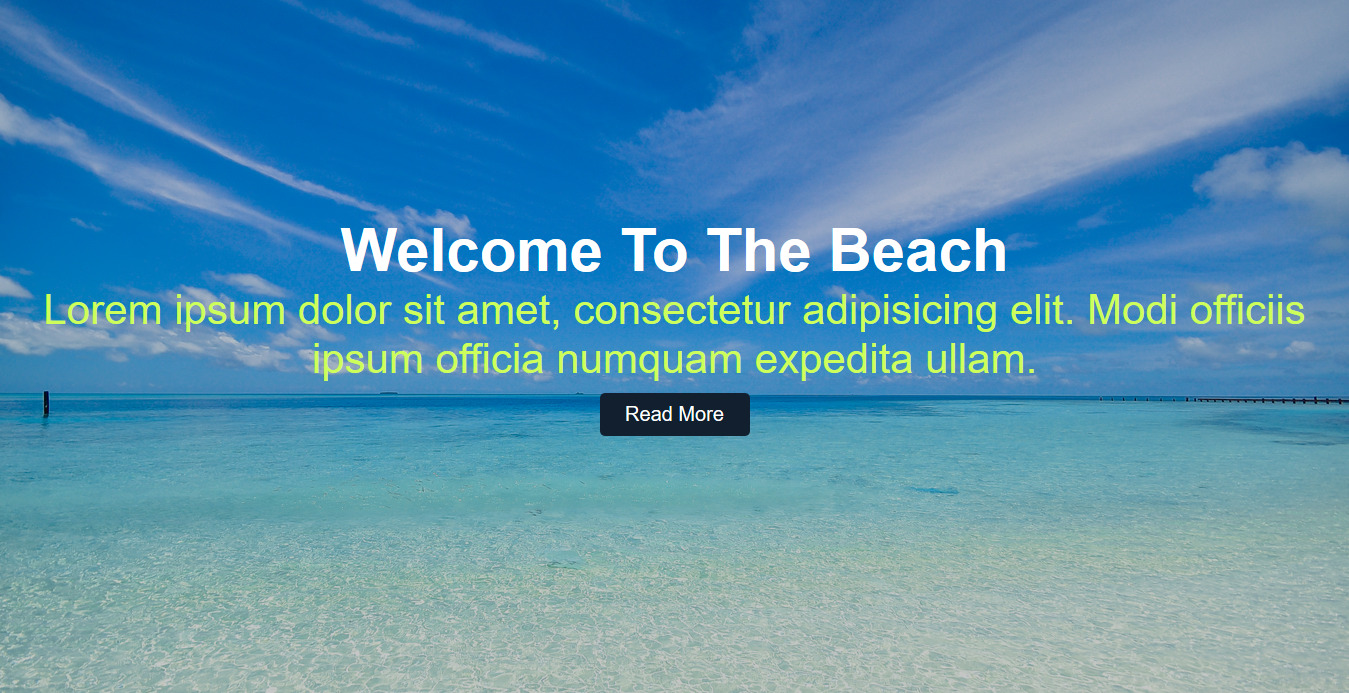 Welcome To The Beach
Lorem ipsum dolor sit amet, consectetur adipisicing elit. Modi officiis
ipsum officia numquam expedita ullam.
Read More